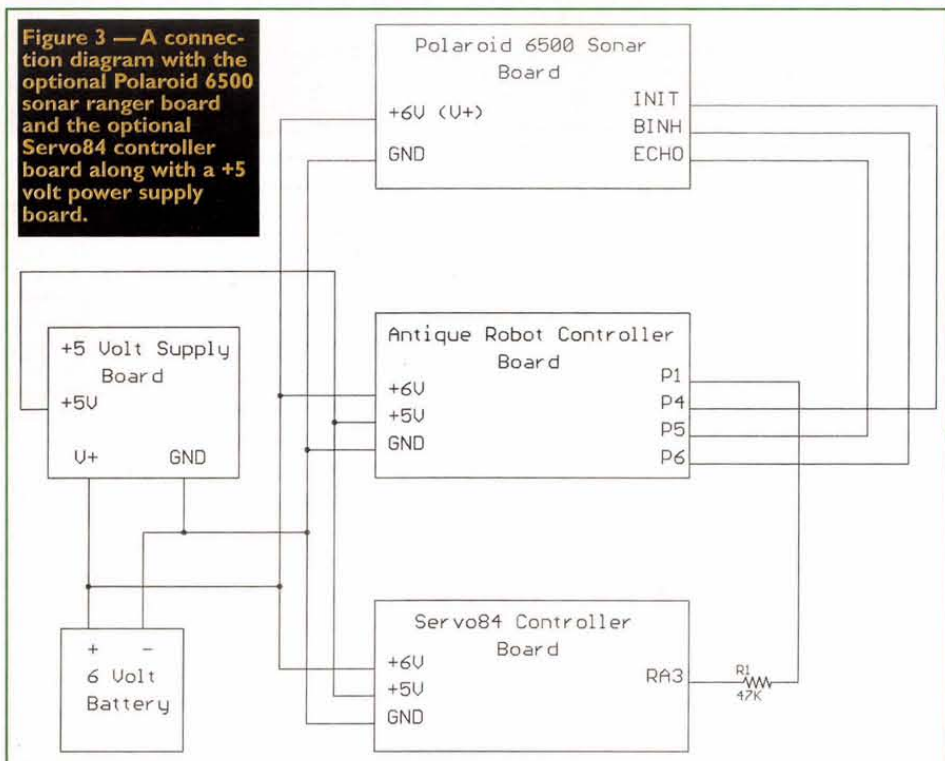 Figure 3 — A connec-
tion diagram with the
optional Polaroid 6500
sonar ranger board
and the optional
Servo84 controller
board along with a +5
volt power supply
board.
Polaroid 6500 Sonar
Board
+6V (V+)
GND
INIT
BINH
ECHO
+5 Volt Supply
Board
+5V
V+ GND
Antique Robot Controller
Board
+6V
+5V
GND
P1
P4
P5
P6
+ -
6 Volt
Battery
Servo84 Controller
Board
+6V
+5V
GND
RA3
R1
47K